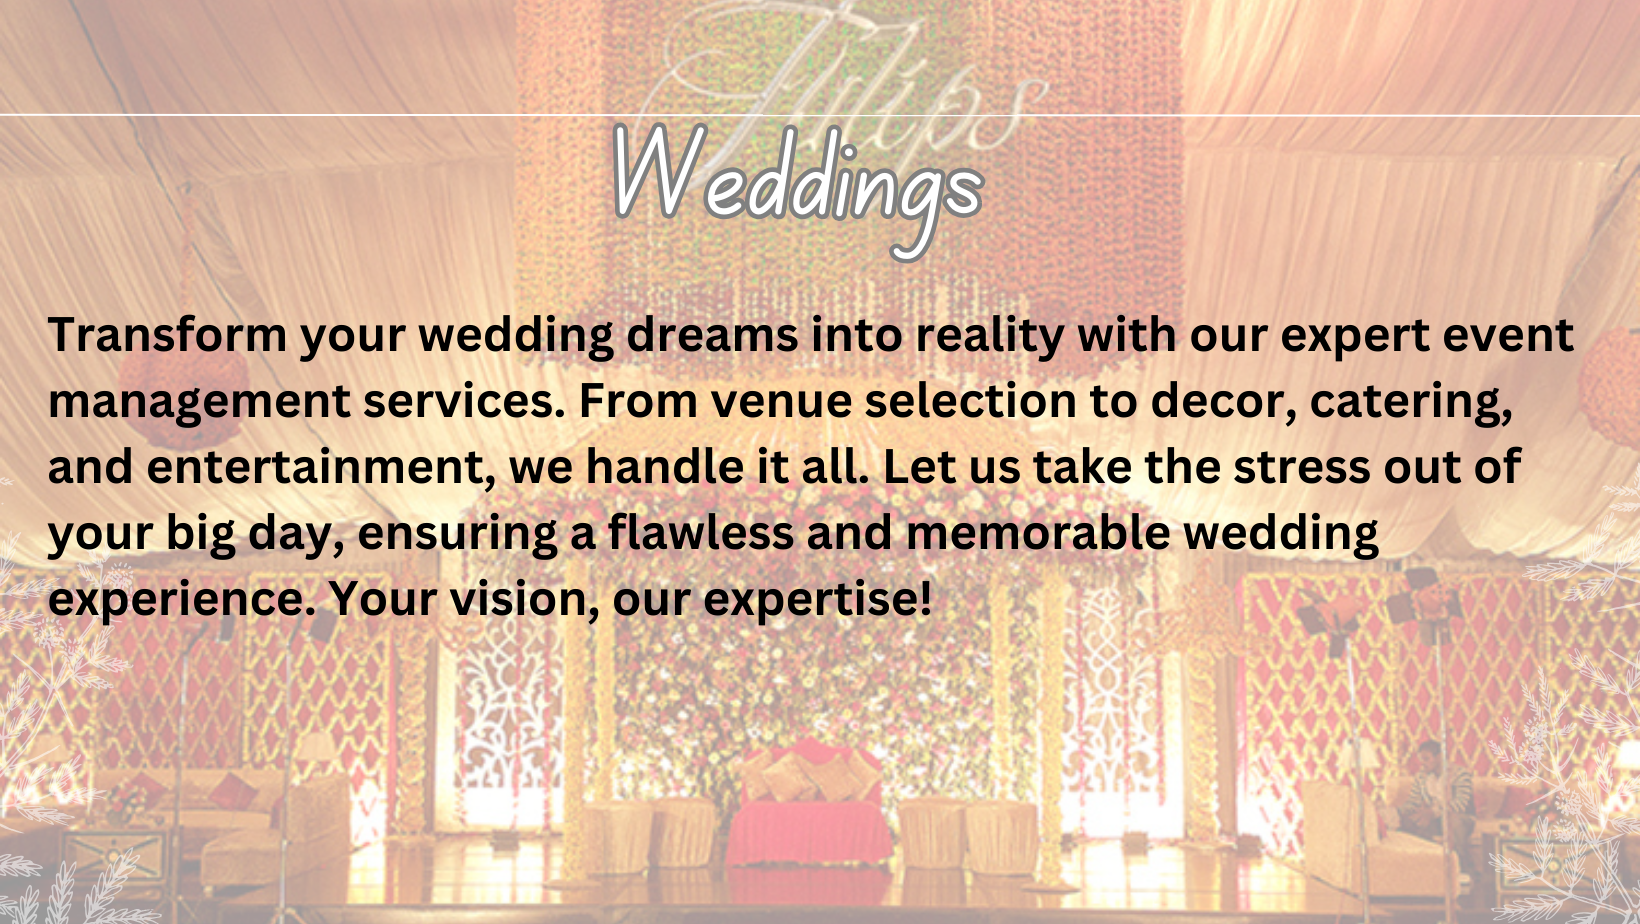 Tulips
Weddings
Transform your wedding dreams into reality with our expert event
management services. From venue selection to decor, catering,
and entertainment, we handle it all. Let us take the stress out of
your big day, ensuring a flawless and memorable wedding
experience. Your vision, our expertise!